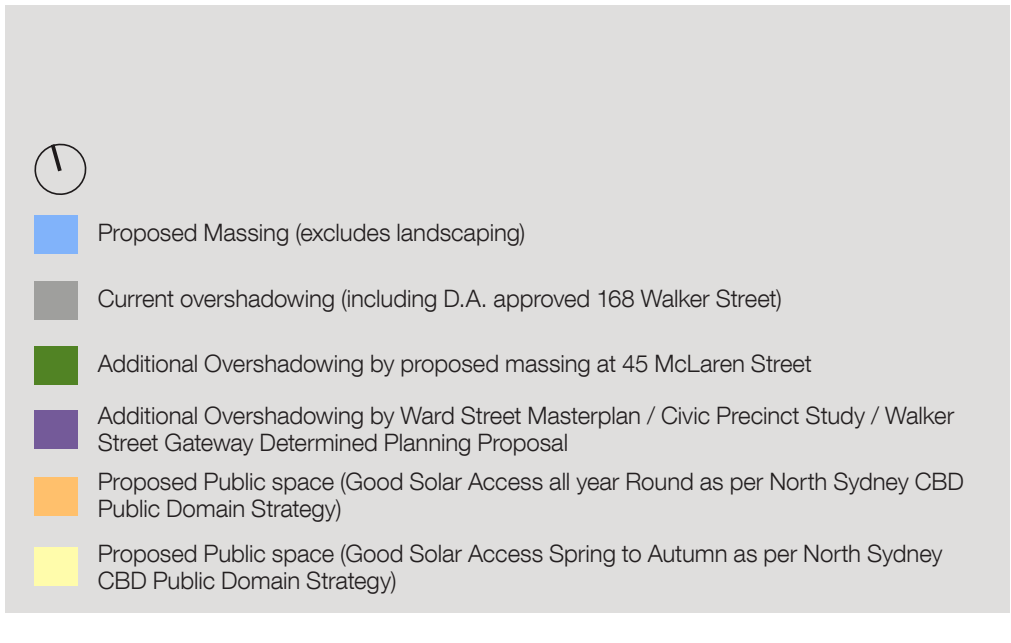 Proposed Massing (excludes landscaping)
Current overshadowing (including D.A. approved 168 Walker Street)
Additional Overshadowing by proposed massing at 45 McLaren Street
Additional Overshadowing by Ward Street Masterplan / Civic Precinct Study / Walker
Street Gateway Determined Planning Proposal
Proposed Public space (Good Solar Access all year Round as per North Sydney CBD
Public Domain Strategy)
Proposed Public space (Good Solar Access Spring to Autumn as per North Sydney
CBD Public Domain Strategy)